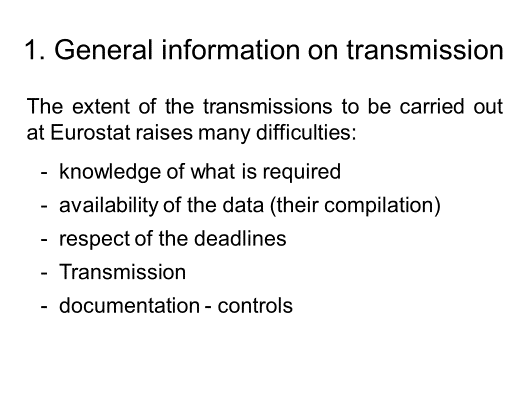 1. General information on transmission
The extent of the transmissions to be carried out
at Eurostat raises many difficulties:
- knowledge of what is required
- availability of the data (their compilation)
- respect of the deadlines
- Transmission
- documentation - controls